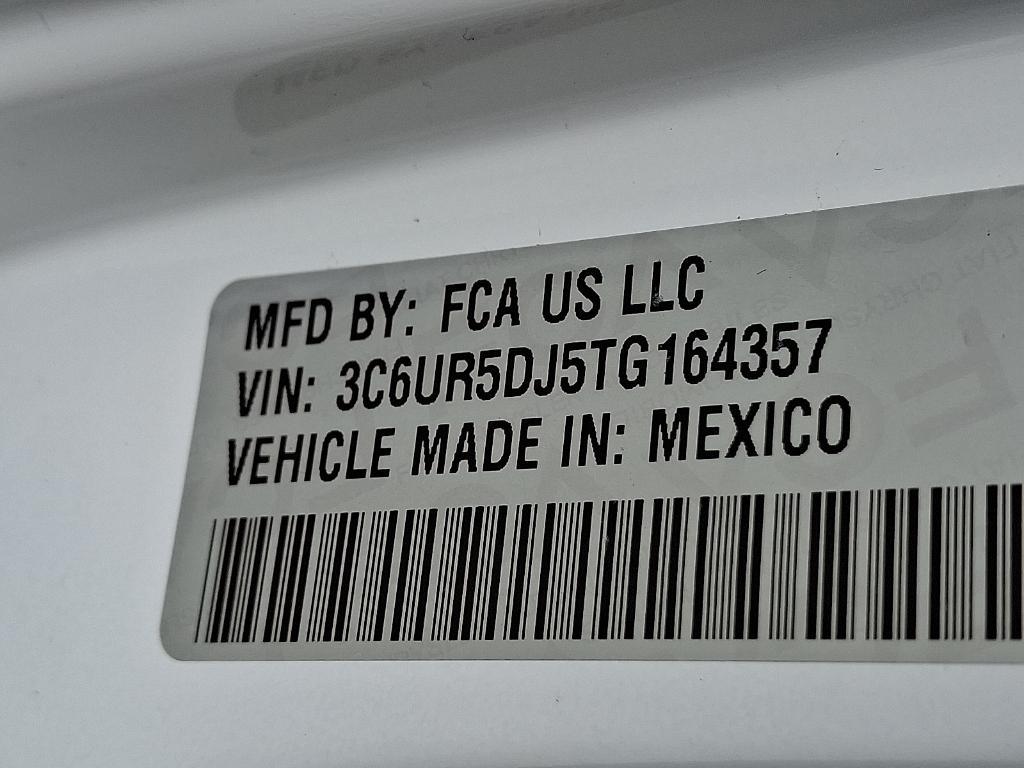 MFD BY: FCA US LLC
VIN: 3C6UR5DJ5TG164357
VEHICLE MADE IN: MEXICO